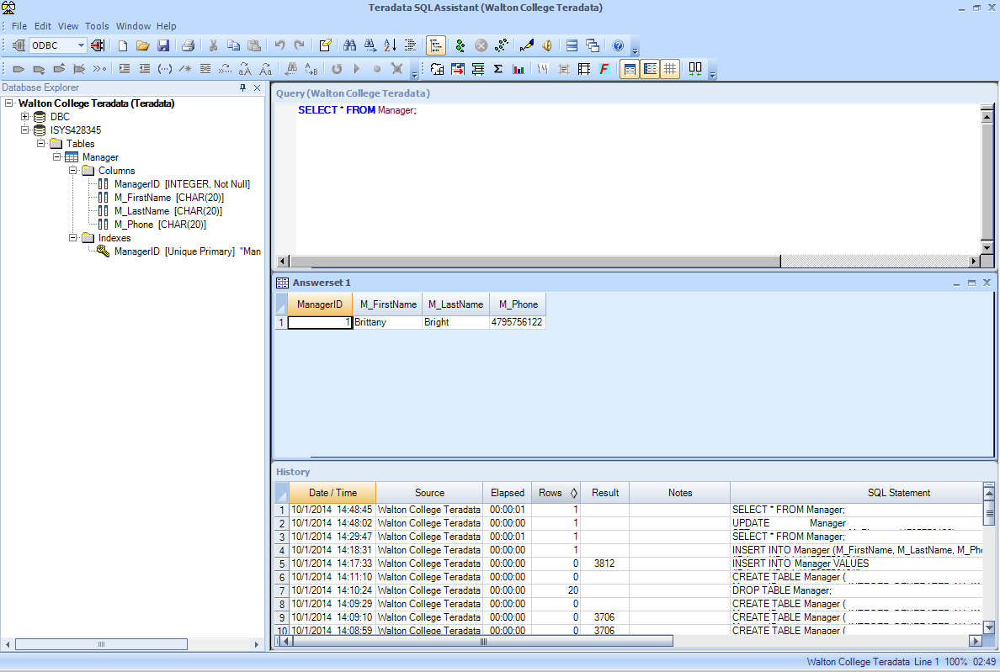 Teradata SQL Assistant (Walton College Teradata)
File Edit View Tools Window Help
ODBC
Database Explorer
Walton College Teradata (Teradata)
DBC
ISYS428345
Tables
Manager
Columns
ManagerID [INTEGER, Not Null]
M_FirstName [CHAR(20)]
M_LastName [CHAR(20)]
M_Phone [CHAR(20)]
Indexes
ManagerID [Unique Primary] "Man
Query (Walton College Teradata)
SELECT * FROM Manager;
Answerset 1
ManagerID M_FirstName M_LastName M_Phone
1 1 Brittany Bright 4795756122
History
Date / Time Source Elapsed Rows Result Notes SQL Statement
1 10/1/2014 14:48:45 Walton College Teradata 00:00:01 1 SELECT * FROM Manager;
2 10/1/2014 14:48:02 Walton College Teradata 00:00:00 1 UPDATE Manager
3 10/1/2014 14:29:47 Walton College Teradata 00:00:01 1 SELECT * FROM Manager;
4 10/1/2014 14:18:31 Walton College Teradata 00:00:00 1 INSERT INTO Manager (M_FirstName, M_LastName, M_Pho
5 10/1/2014 14:17:33 Walton College Teradata 00:00:00 0 3812 INSERT INTO Manager VALUES
6 10/1/2014 14:11:10 Walton College Teradata 00:00:00 0 CREATE TABLE Manager (
7 10/1/2014 14:10:24 Walton College Teradata 00:00:00 20 DROP TABLE Manager;
8 10/1/2014 14:09:29 Walton College Teradata 00:00:00 0 CREATE TABLE Manager (
9 10/1/2014 14:09:10 Walton College Teradata 00:00:00 0 3706 CREATE TABLE Manager (
10 10/1/2014 14:08:59 Walton College Teradata 00:00:00 0 3706 CREATE TABLE Manager (
Walton College Teradata Line 1 100% 02:49